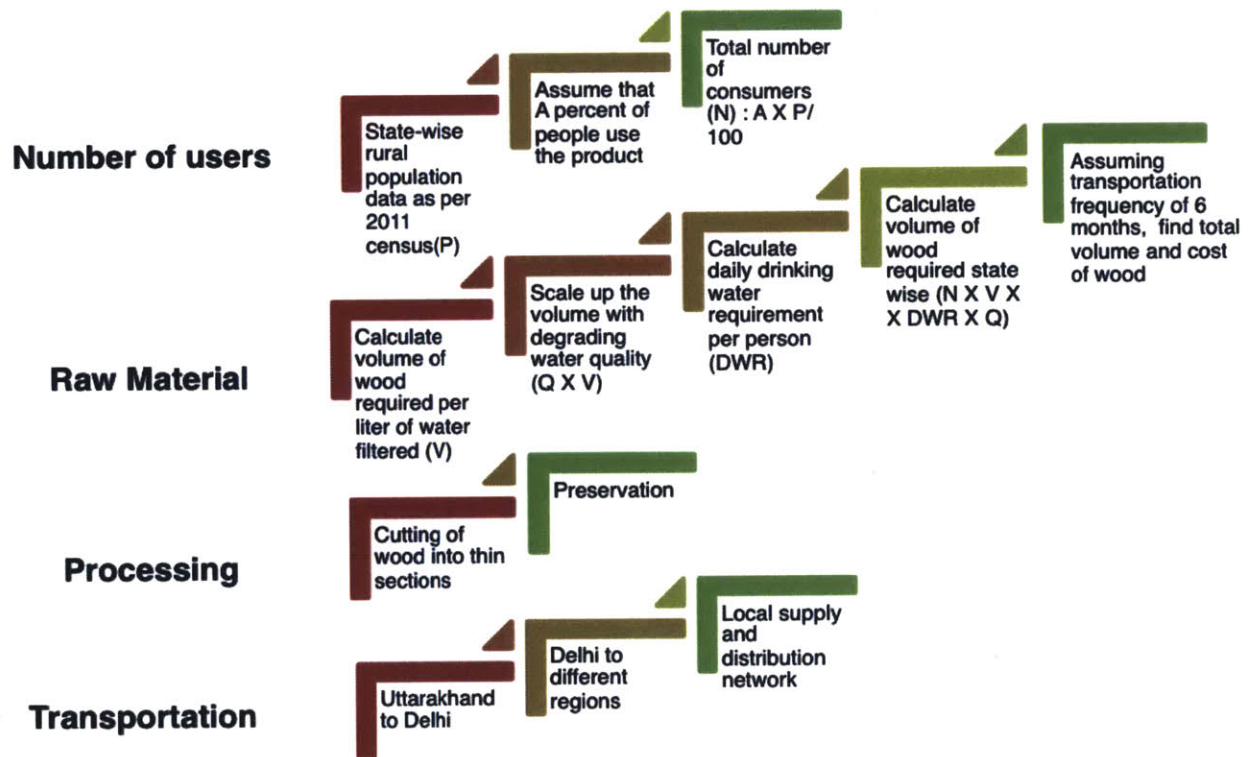 Number of users
State-wise
rural
population
data as per
2011
census(P)
Assume that
A percent of
people use
the product
Total number
of
consumers
(N) : A X P/
100
Raw Material
Calculate
volume of
wood
required per
liter of water
filtered (V)
Scale up the
volume with
degrading
water quality
(Q X V)
Calculate
daily drinking
water
requirement
per person
(DWR)
Calculate
volume of
wood
required state
wise (N X V X
X DWR X Q)
Assuming
transportation
frequency of 6
months, find total
volume and cost
of wood
Processing
Cutting of
wood into thin
sections
Preservation
Transportation
Uttarakhand
to Delhi
Delhi to
different
regions
Local supply
and
distribution
network